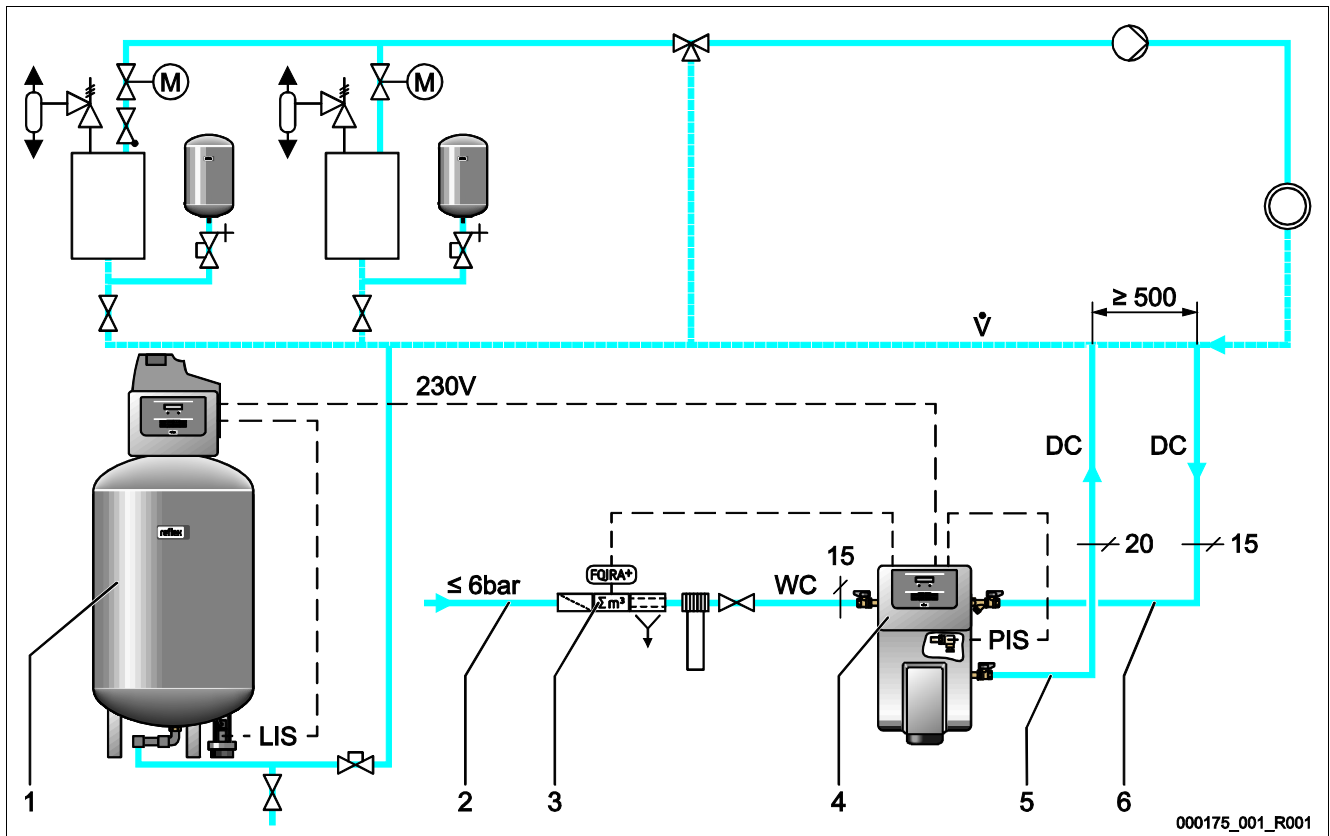 M
M
≥ 500
V̇
230V
DC
DC
20
15
15
FQIRA+
≤ 6bar
Σm³
WC
reflex
PIS
LIS
1
2
3
4
5
6
000175_001_R001